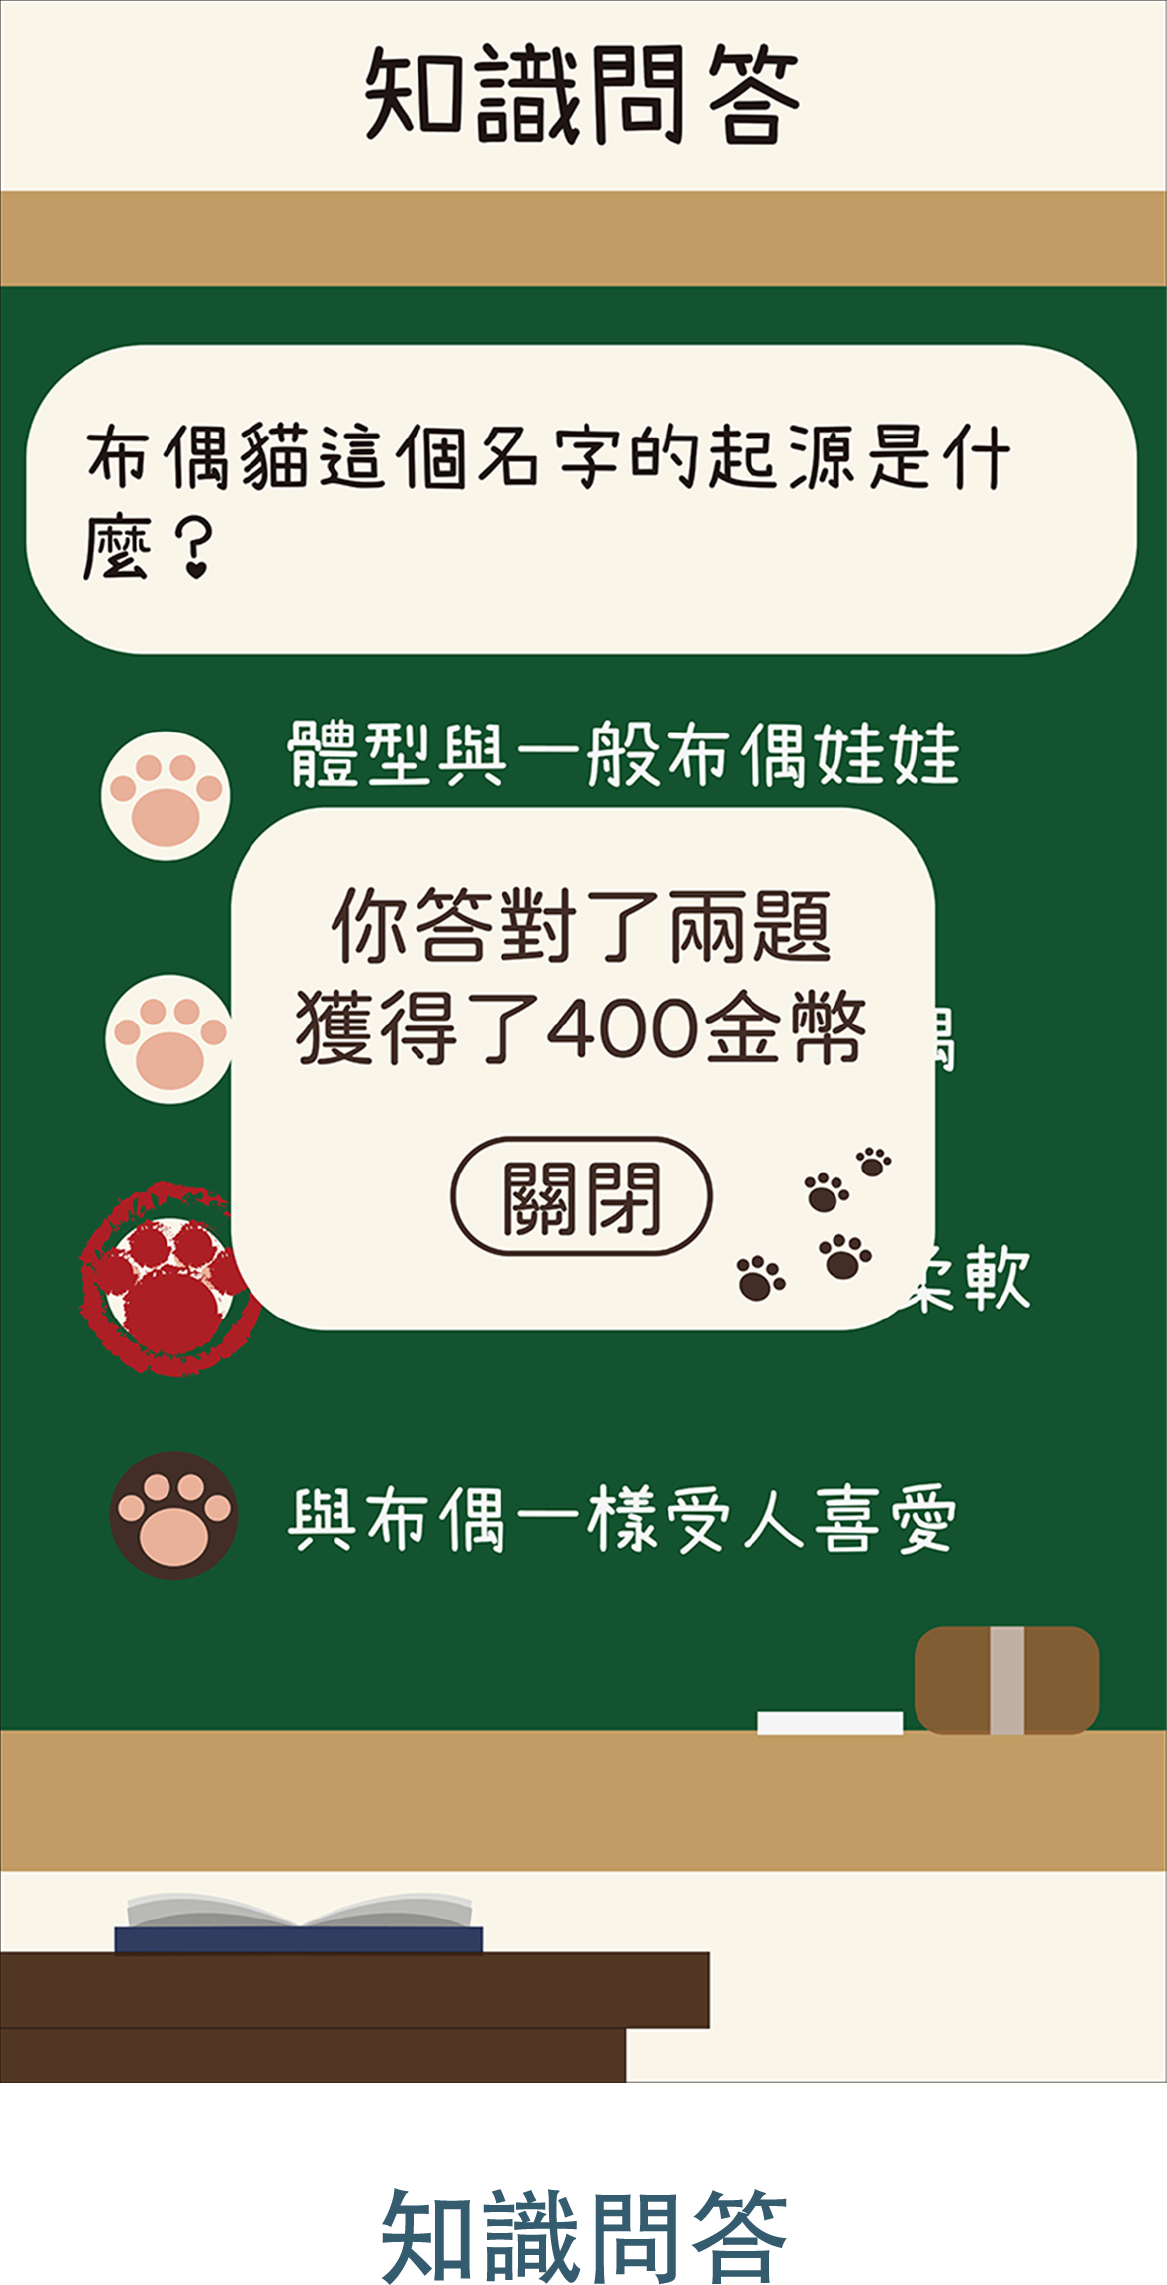 知識問答
布偶貓這個名字的起源是什
麼？
體型與一般布偶娃娃
你答對了兩題
獲得了400金幣
偶
關閉
柔軟
與布偶一樣受人喜愛
知識問答